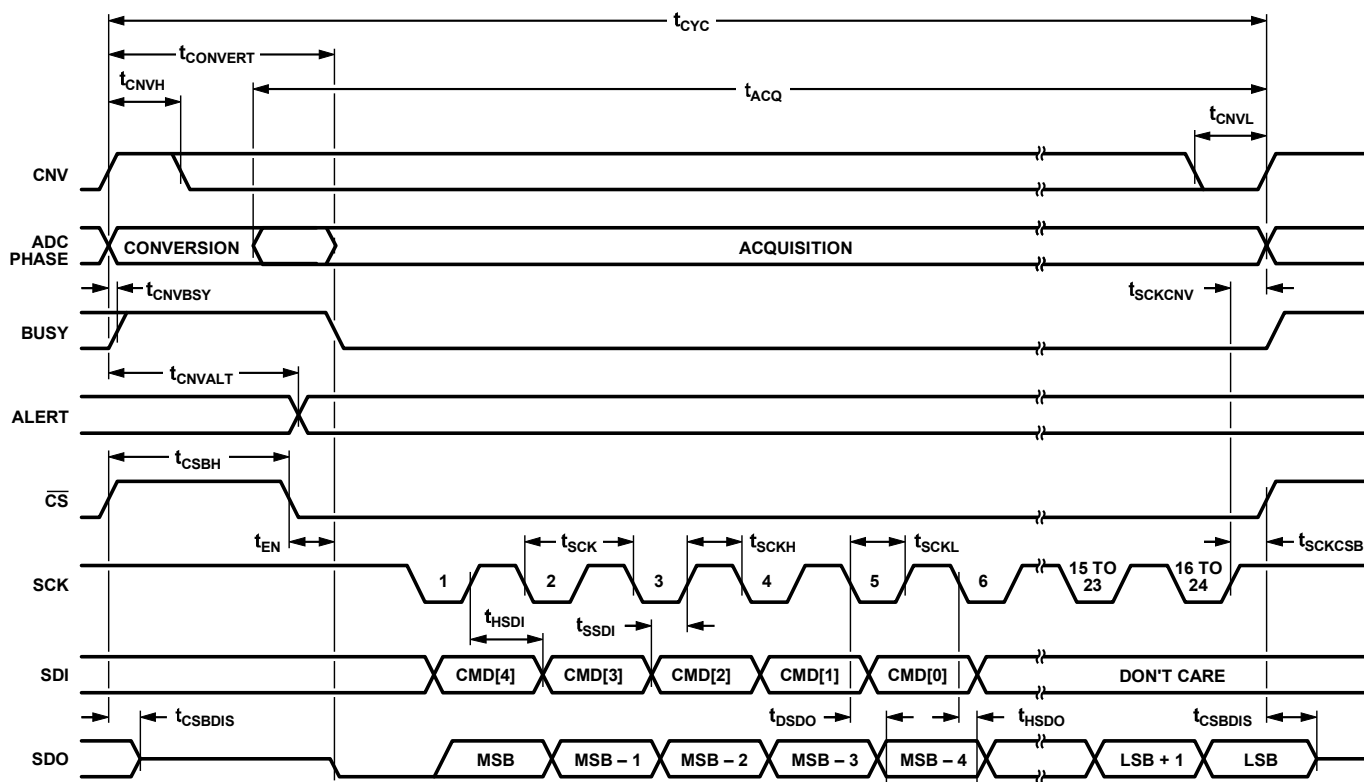 tCYC
tCONVERT
tCNVH
tACQ
tCNVL
CNV
ADC
PHASE
CONVERSION
ACQUISITION
tCNVBSY
tSCKCNV
BUSY
tCNVALT
ALERT
tCSBH
CS
tEN
tSCK
tSCKH
tSCKL
tSCKCSB
SCK
1
2
3
4
5
6
15 TO
23
16 TO
24
tHSDI
tSSDI
SDI
CMD[4]
CMD[3]
CMD[2]
CMD[1]
CMD[0]
DON'T CARE
tCSBDIS
tDSDO
tHSDO
tCSBDIS
SDO
MSB
MSB – 1
MSB – 2
MSB – 3
MSB – 4
LSB + 1
LSB